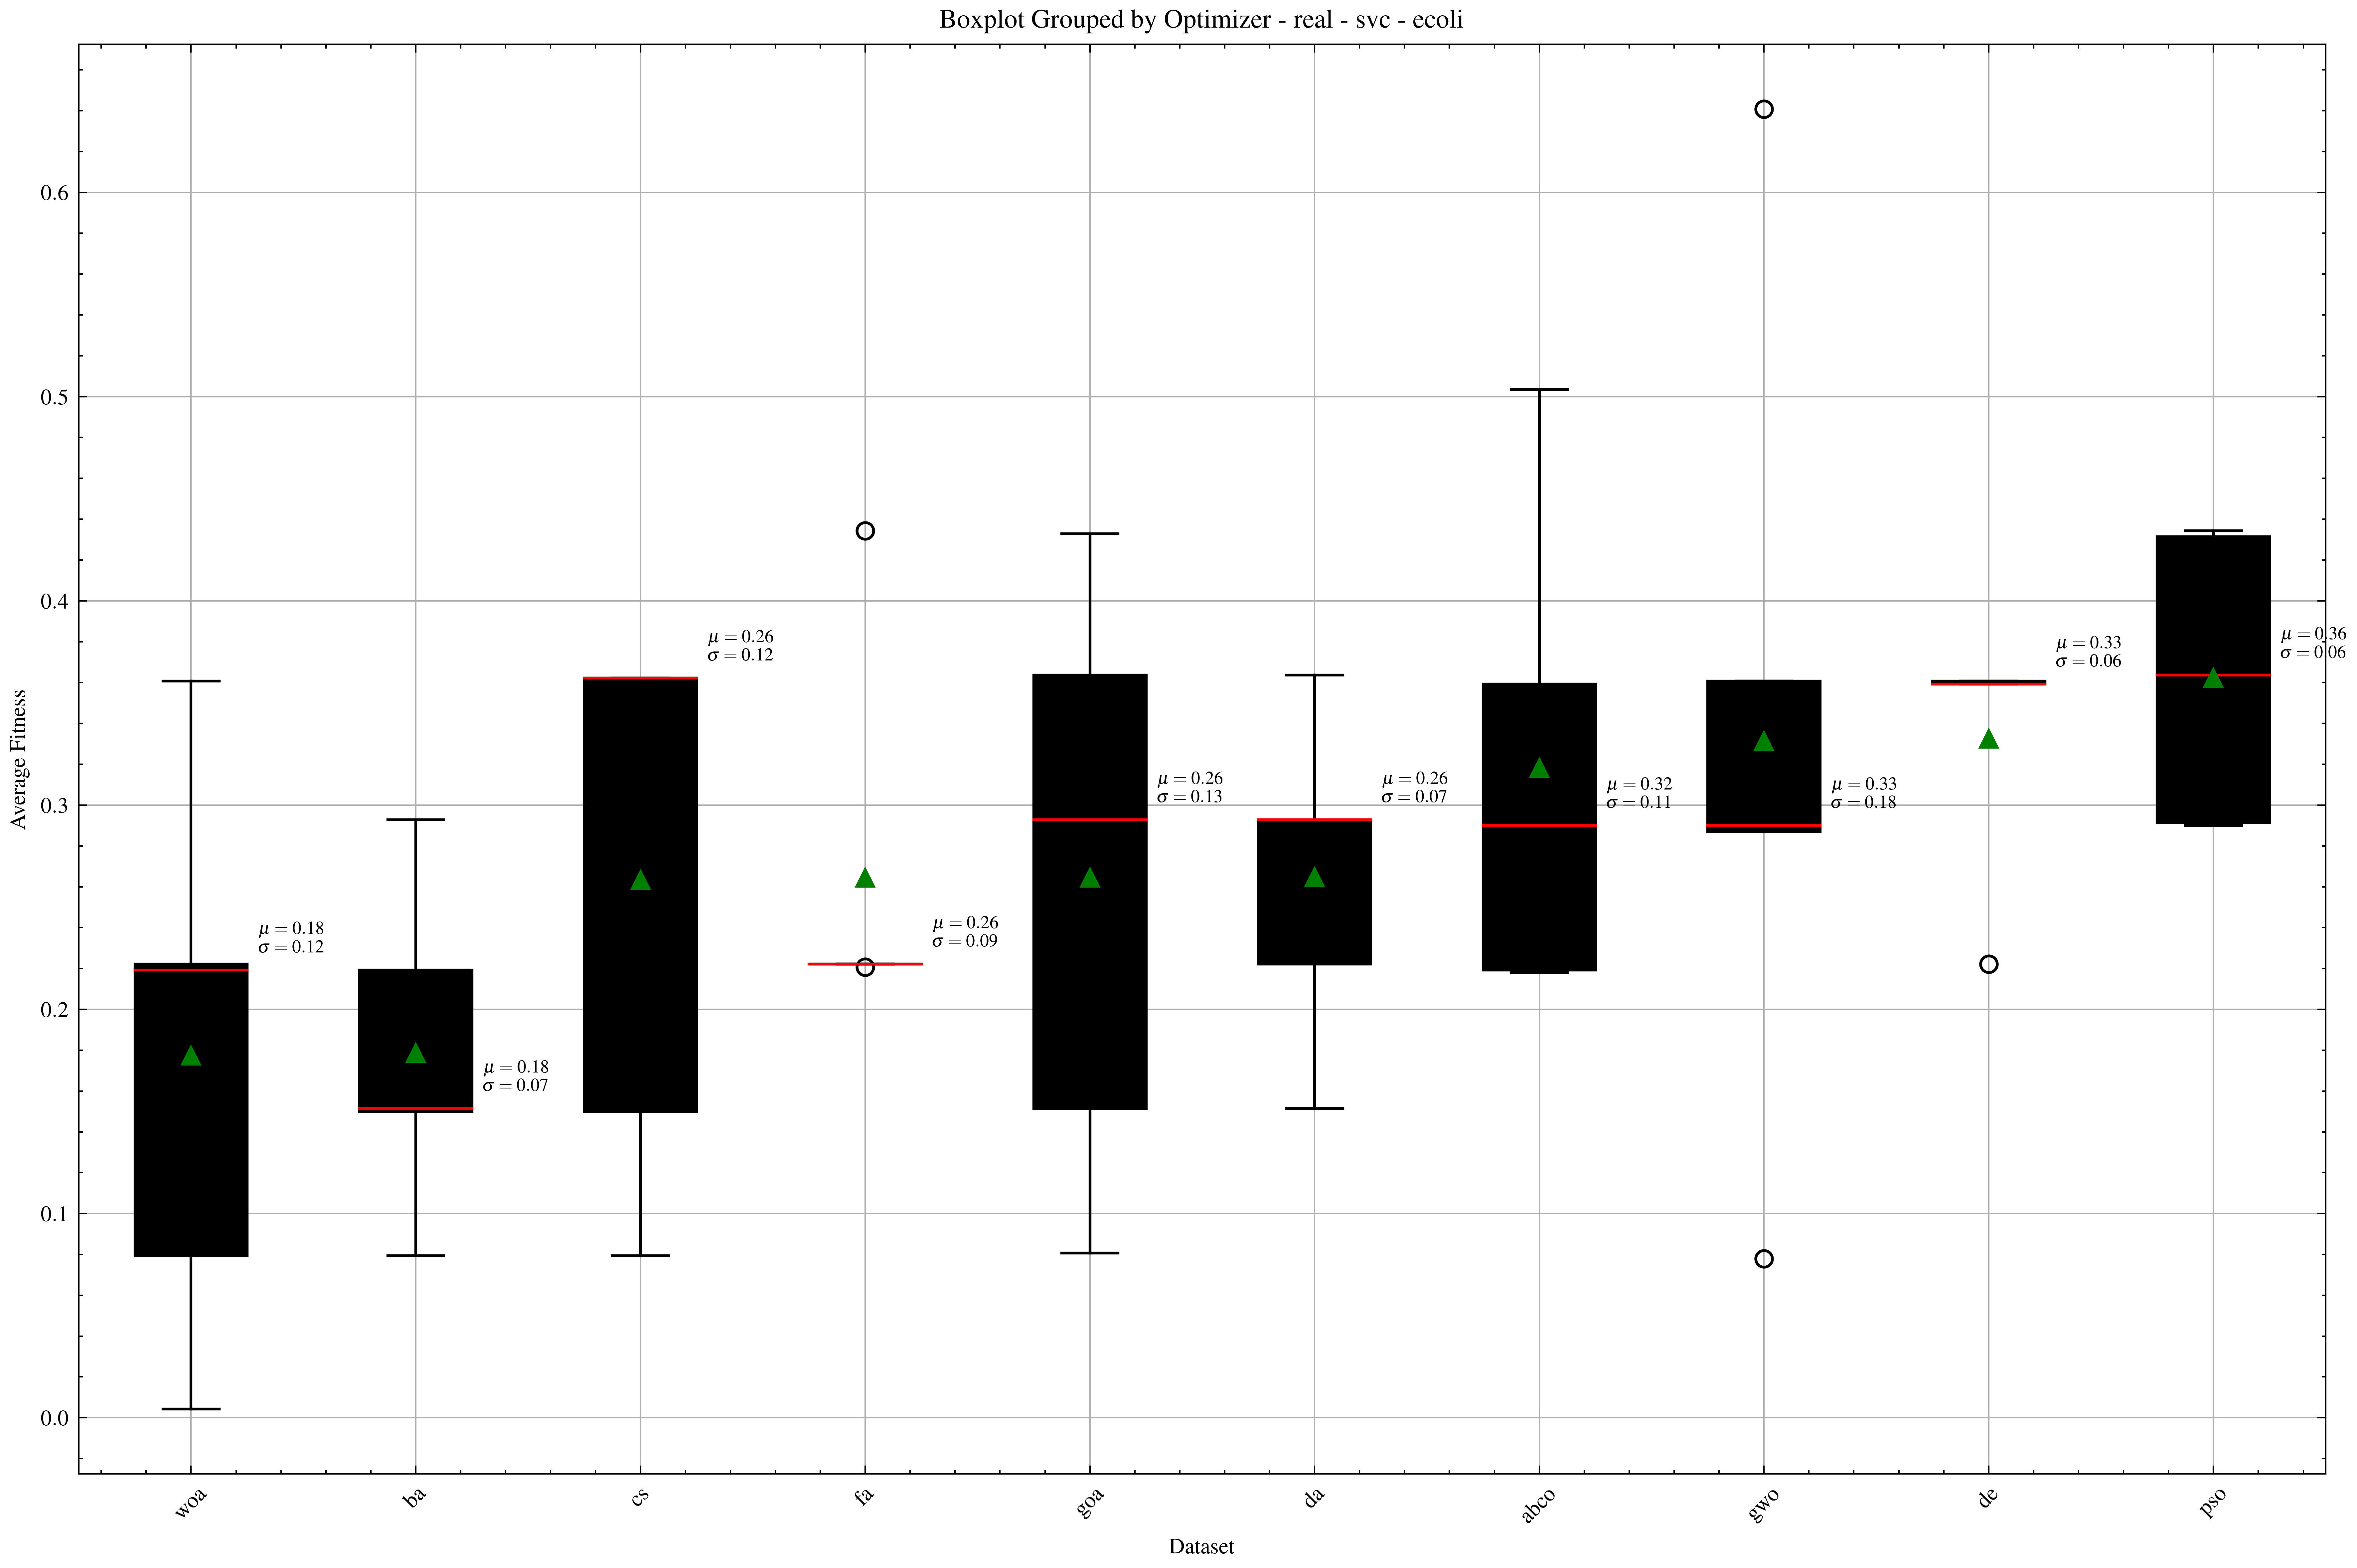 Boxplot Grouped by Optimizer - real - svc - ecoli
Average Fitness
0.6
0.5
0.4
0.3
0.2
0.1
0.0
μ = 0.18
σ = 0.12
μ = 0.18
σ = 0.07
μ = 0.26
σ = 0.12
μ = 0.26
σ = 0.09
μ = 0.26
σ = 0.13
μ = 0.26
σ = 0.07
μ = 0.32
σ = 0.11
μ = 0.33
σ = 0.18
μ = 0.33
σ = 0.06
μ = 0.36
σ = 0.06
woa
ba
cs
fa
goa
da
abco
gwo
de
pso
Dataset